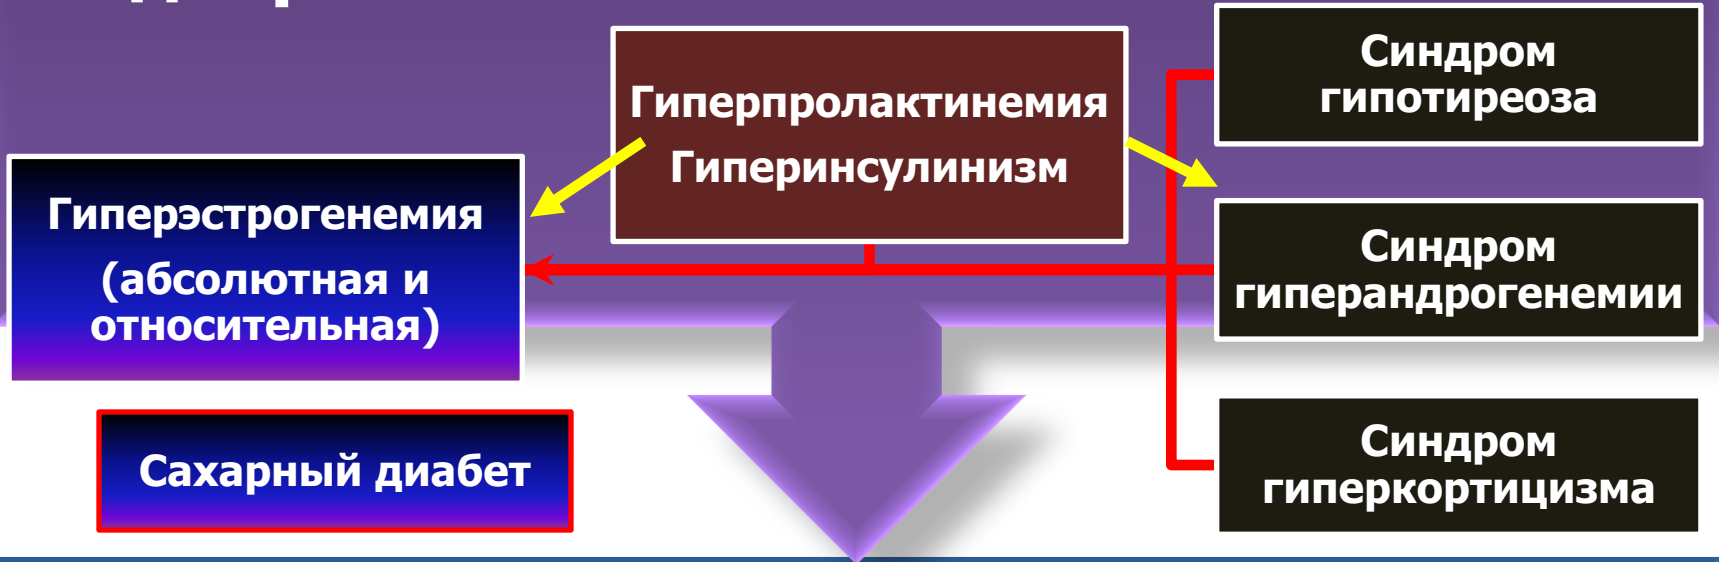 Гиперпролактинемия
Гиперинсулинизм
Гиперэстрогенемия
(абсолютная и
относительная)
Сахарный диабет
Синдром
гипотиреоза
Синдром
гиперандрогенемии
Синдром
гиперкортицизма